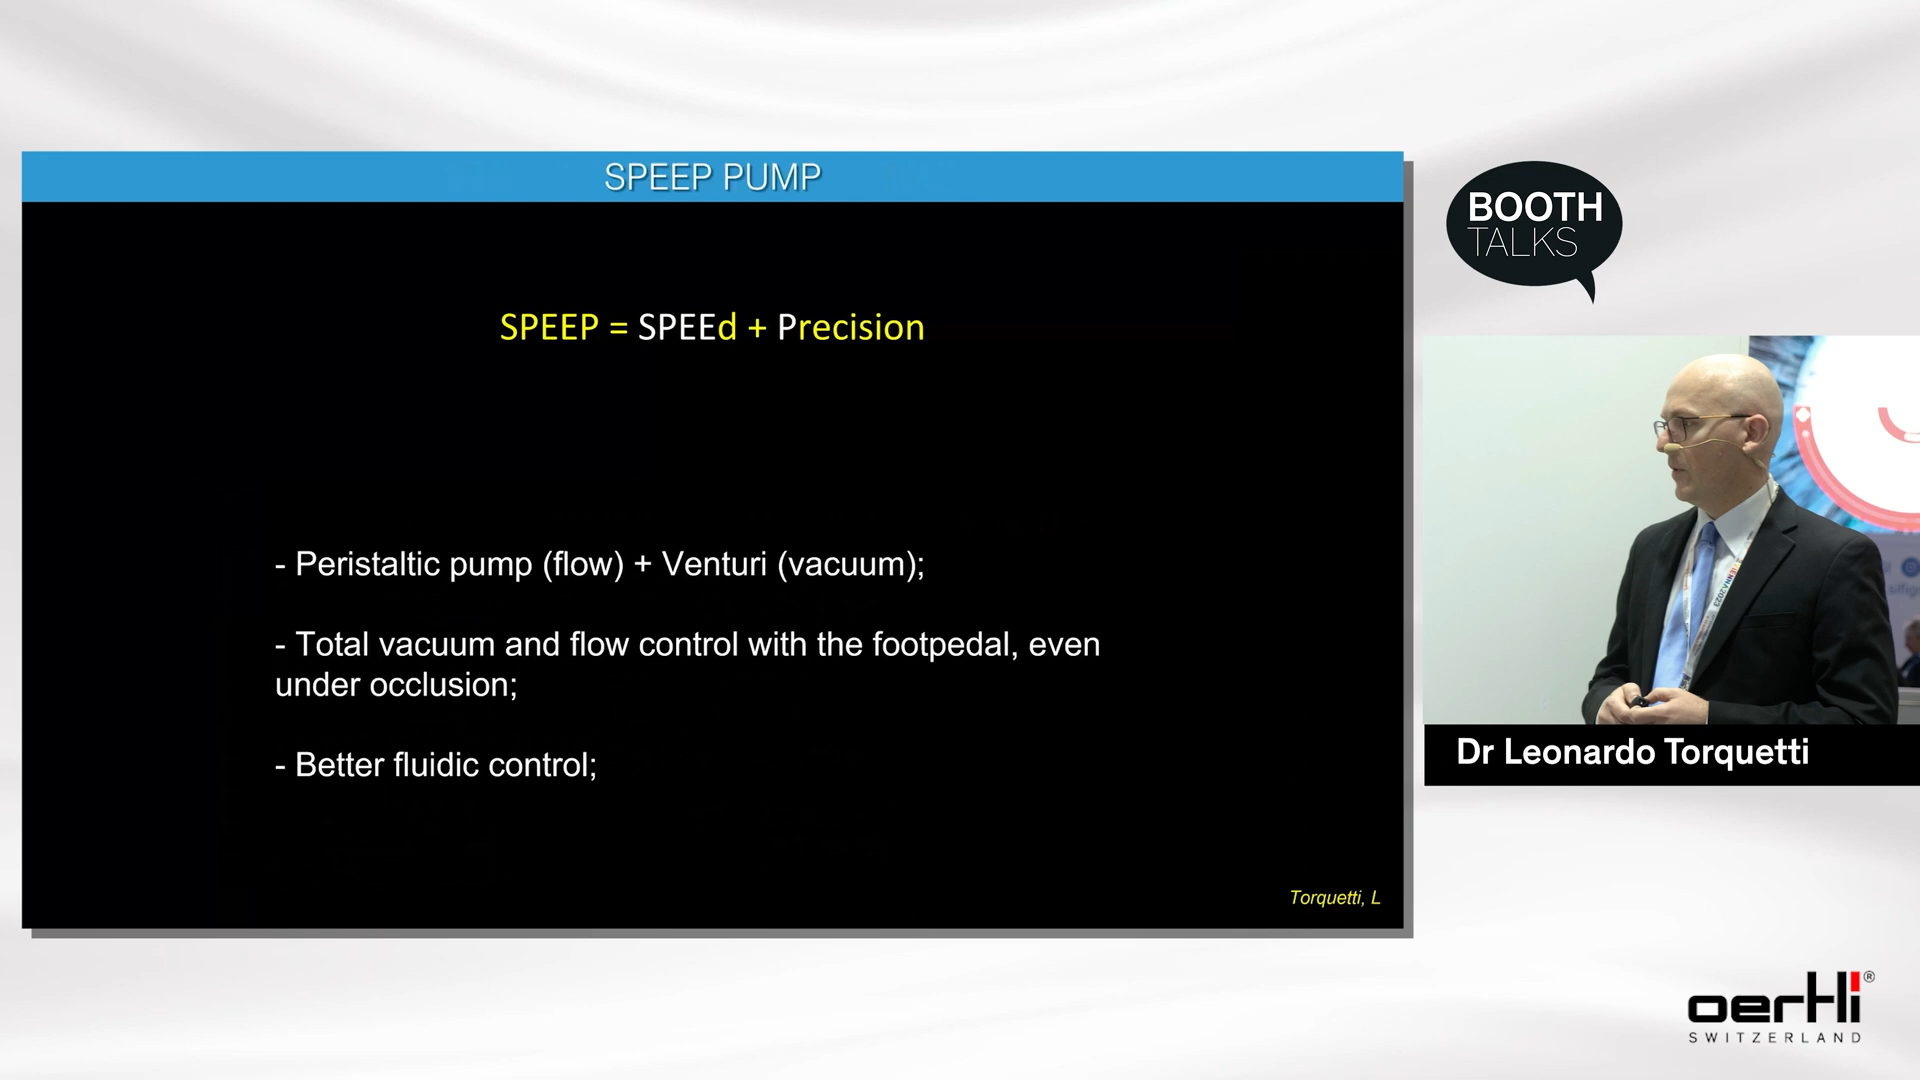 SPEEP PUMP
SPEEP = SPEEd + Precision
- Peristaltic pump (flow) + Venturi (vacuum);
- Total vacuum and flow control with the footpedal, even
under occlusion;
- Better fluidic control;
Torquetti, L
BOOTH
TALKS
Dr Leonardo Torquetti
oertli®
SWITZERLAND